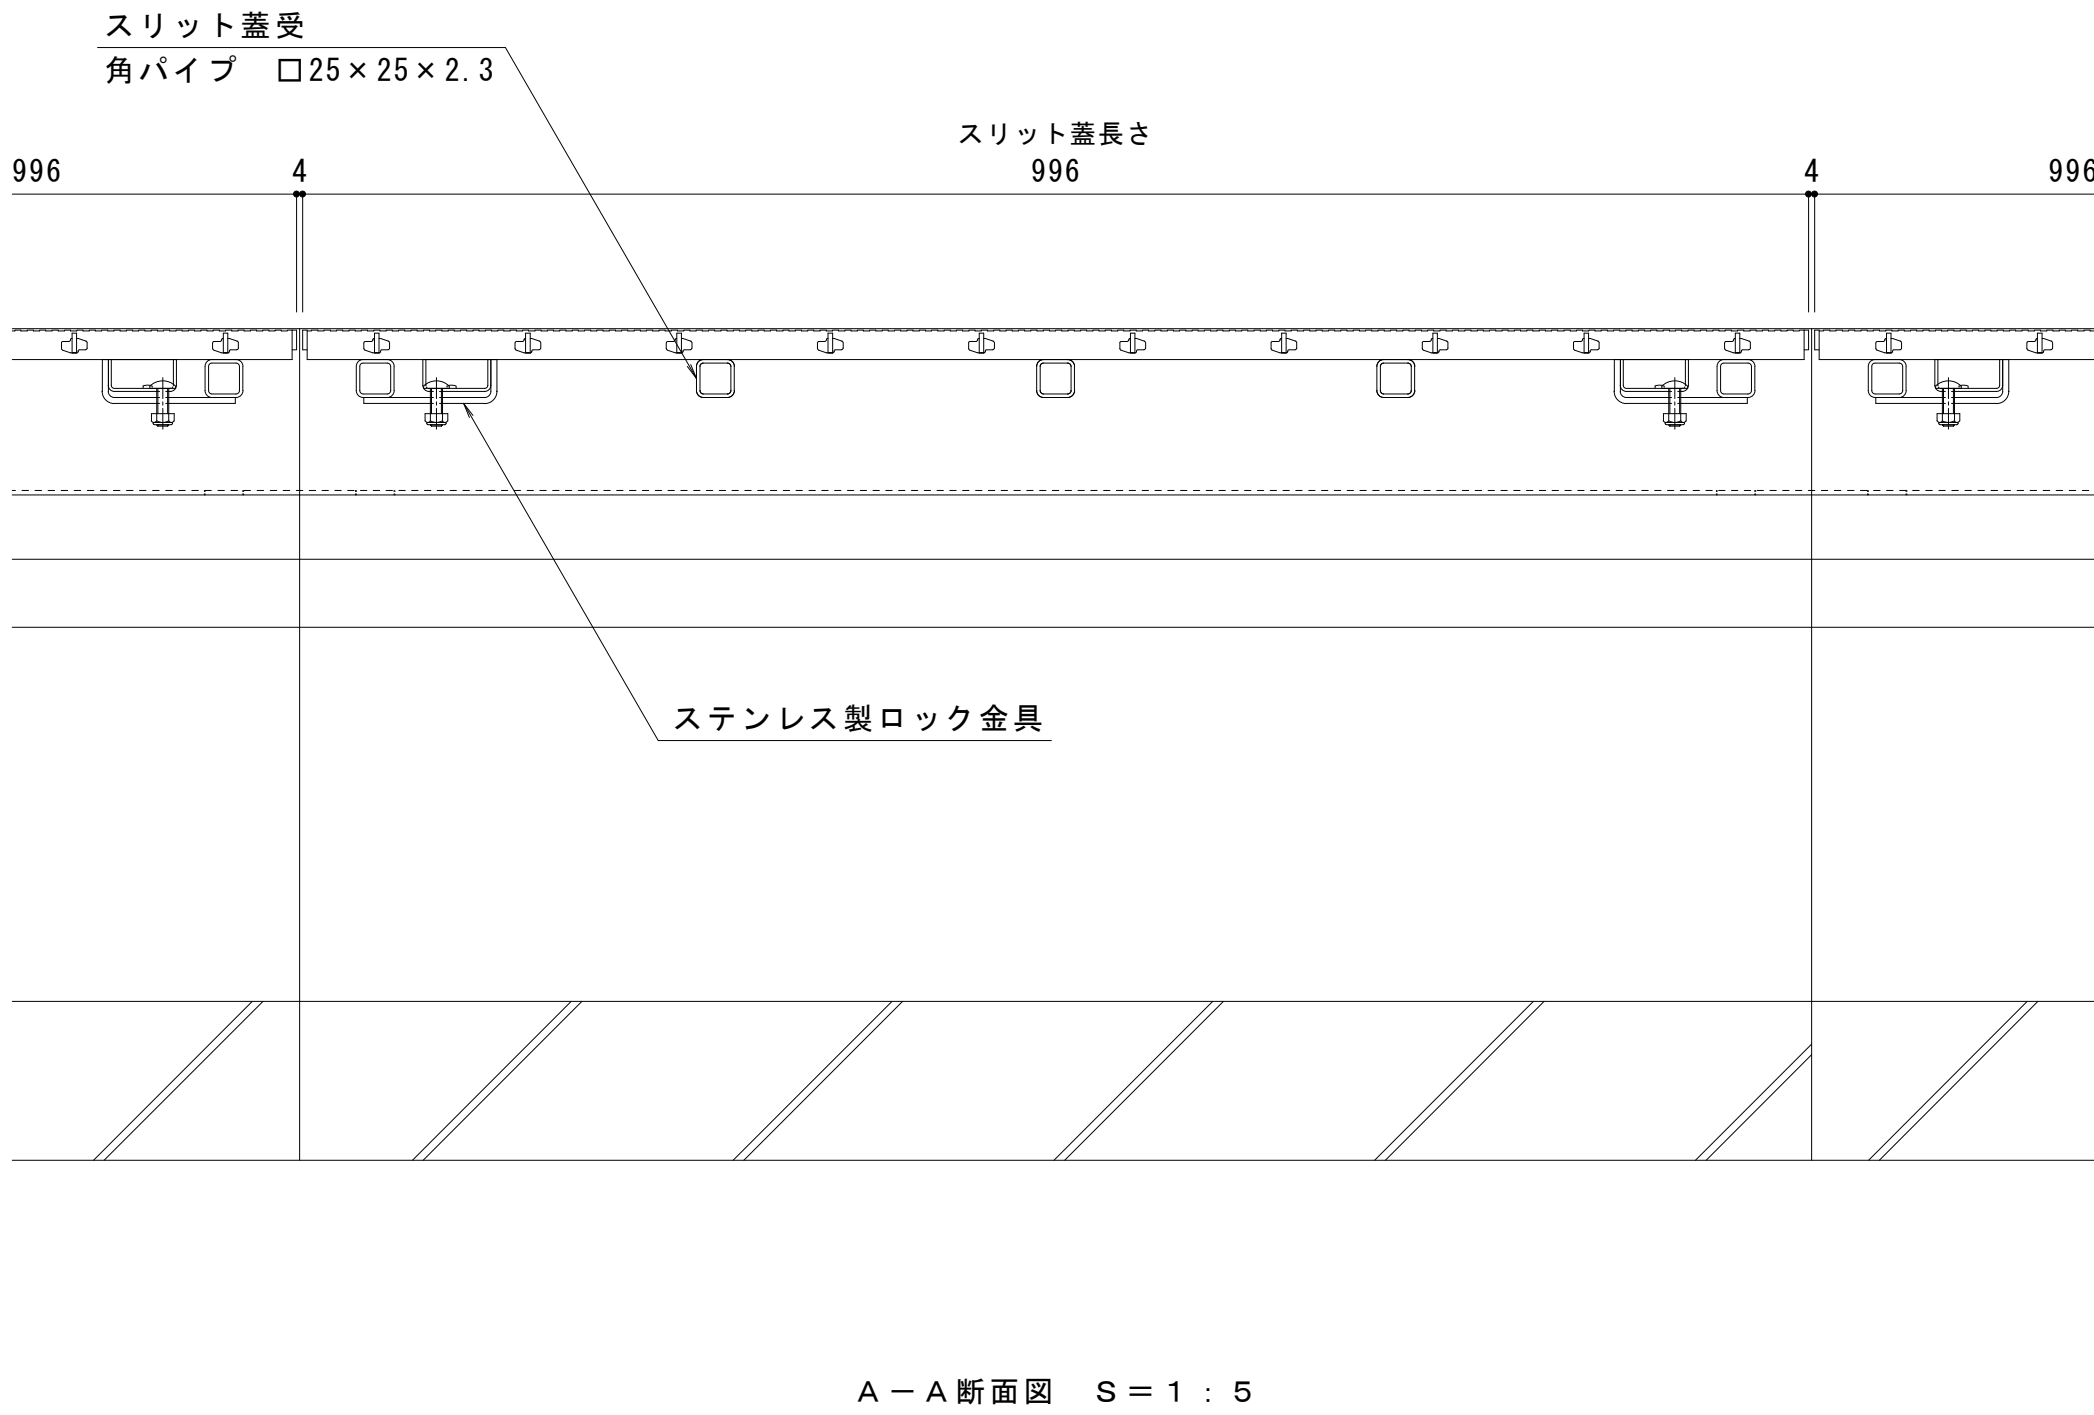 スリット蓋受
角パイプ　□25×25×2.3
スリット蓋長さ
996　4　996　4　996
ステンレス製ロック金具
A－A断面図　S＝1：5